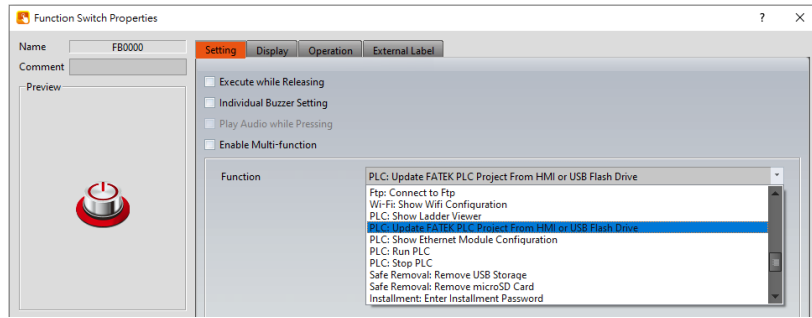 Function Switch Properties
? ×
Name FB0000
Comment
Preview
Setting Display Operation External Label
Execute while Releasing
Individual Buzzer Setting
Play Audio while Pressing
Enable Multi-function
Function PLC: Update FATEK PLC Project From HMI or USB Flash Drive
Ftp: Connect to Ftp
Wi-Fi: Show Wifi Configuration
PLC: Show Ladder Viewer
PLC: Update FATEK PLC Project From HMI or USB Flash Drive
PLC: Show Ethernet Module Configuration
PLC: Run PLC
PLC: Stop PLC
Safe Removal: Remove USB Storage
Safe Removal: Remove microSD Card
Installment: Enter Installment Password